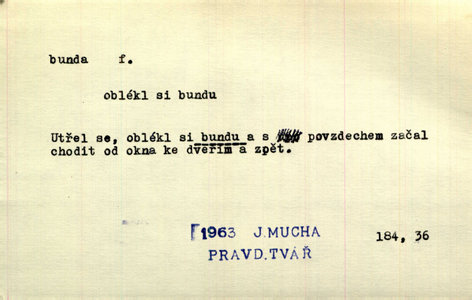 bunda f.
oblékl si bundu
Utřel se, oblékl si bundu a s povzdechem začal
chodit od okna ke dveřím a zpět.
1963 J.MUCHA
PRAVD.TVÁŘ
184, 36